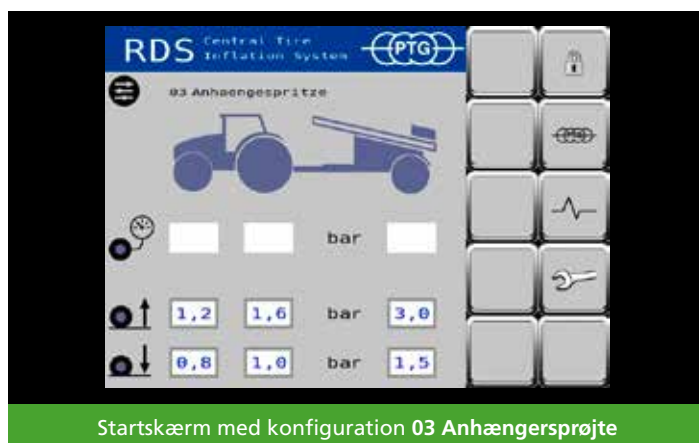 RDS Central Tire Inflation System PTG
03 Anhaengespritze
bar
1,2 1,6 bar 3,0
0,8 1,0 bar 1,5
Startskærm med konfiguration 03 Anhængersprøjte